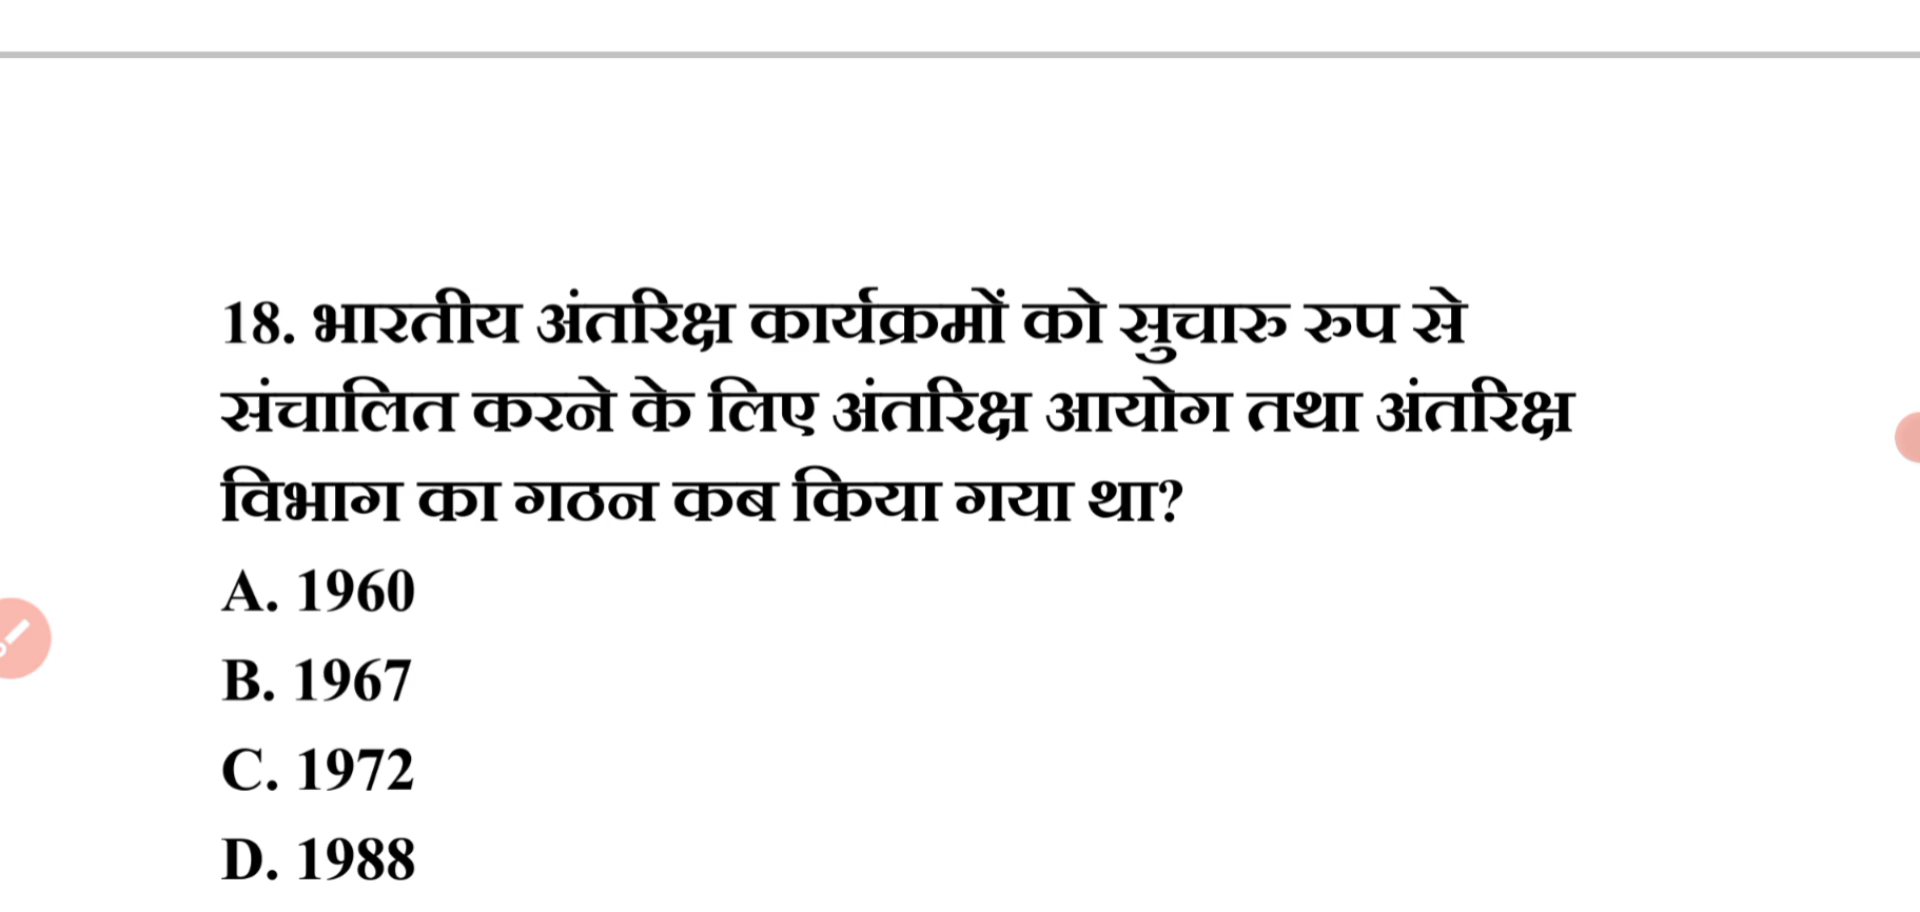 18. भारतीय अंतरिक्ष कार्यक्रमों को सुचारु रुप से
संचालित करने के लिए अंतरिक्ष आयोग तथा अंतरिक्ष
विभाग का गठन कब किया गया था?
A. 1960
B. 1967
C. 1972
D. 1988